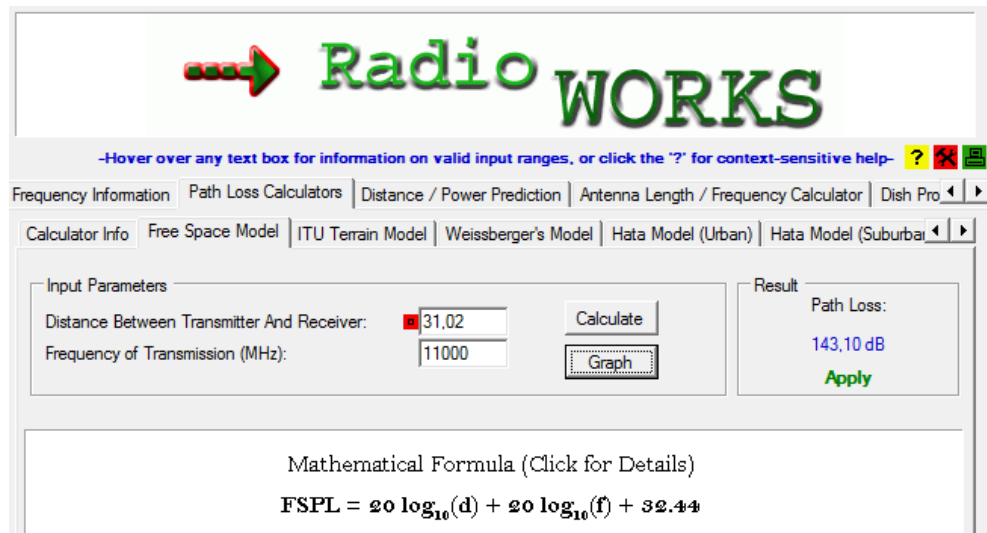 Radio WORKS
-Hover over any text box for information on valid input ranges, or click the '?' for context-sensitive help- ?
Frequency Information Path Loss Calculators Distance / Power Prediction Antenna Length / Frequency Calculator Dish Pro
Calculator Info Free Space Model ITU Terrain Model Weissberger's Model Hata Model (Urban) Hata Model (Suburba
Input Parameters
Distance Between Transmitter And Receiver: 31,02
Frequency of Transmission (MHz): 11000
Calculate
Graph
Result
Path Loss:
143,10 dB
Apply
Mathematical Formula (Click for Details)
FSPL = 20 log₁₀(d) + 20 log₁₀(f) + 32.44